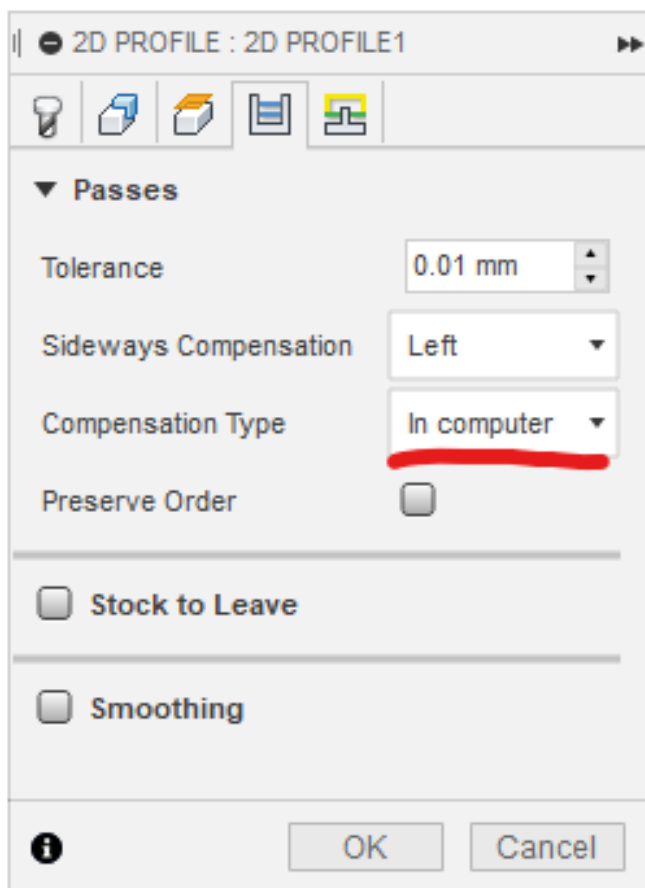 2D PROFILE : 2D PROFILE1
Passes
Tolerance 0.01 mm
Sideways Compensation Left
Compensation Type In computer
Preserve Order
Stock to Leave
Smoothing
OK Cancel